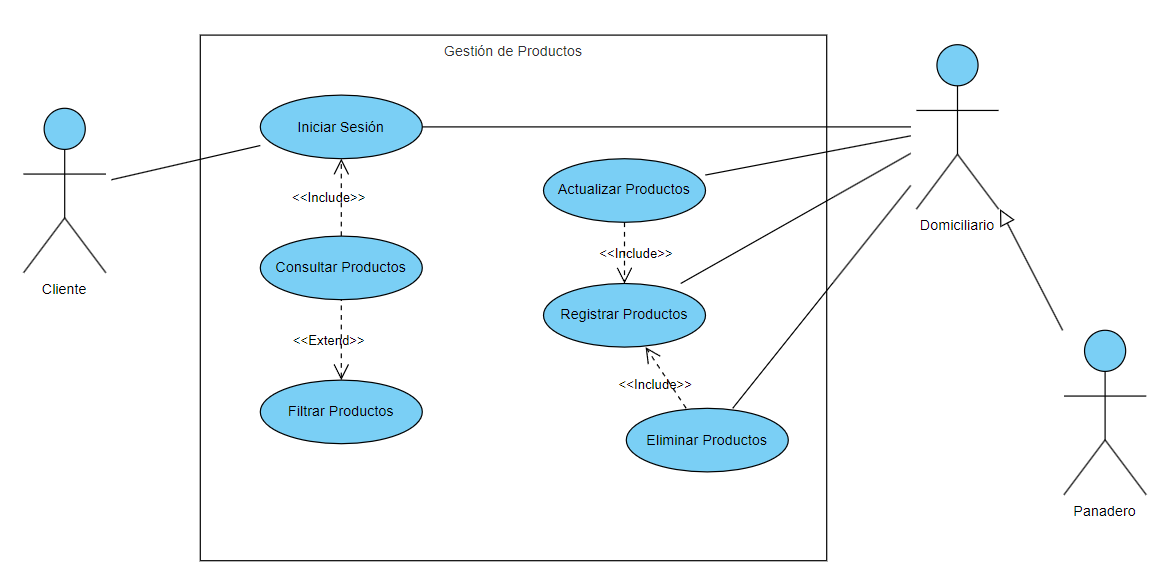 Gestión de Productos
Iniciar Sesión
<<Include>>
Consultar Productos
<<Extend>>
Filtrar Productos
Actualizar Productos
<<Include>>
Registrar Productos
<<Include>>
Eliminar Productos
Cliente
Domiciliario
Panadero